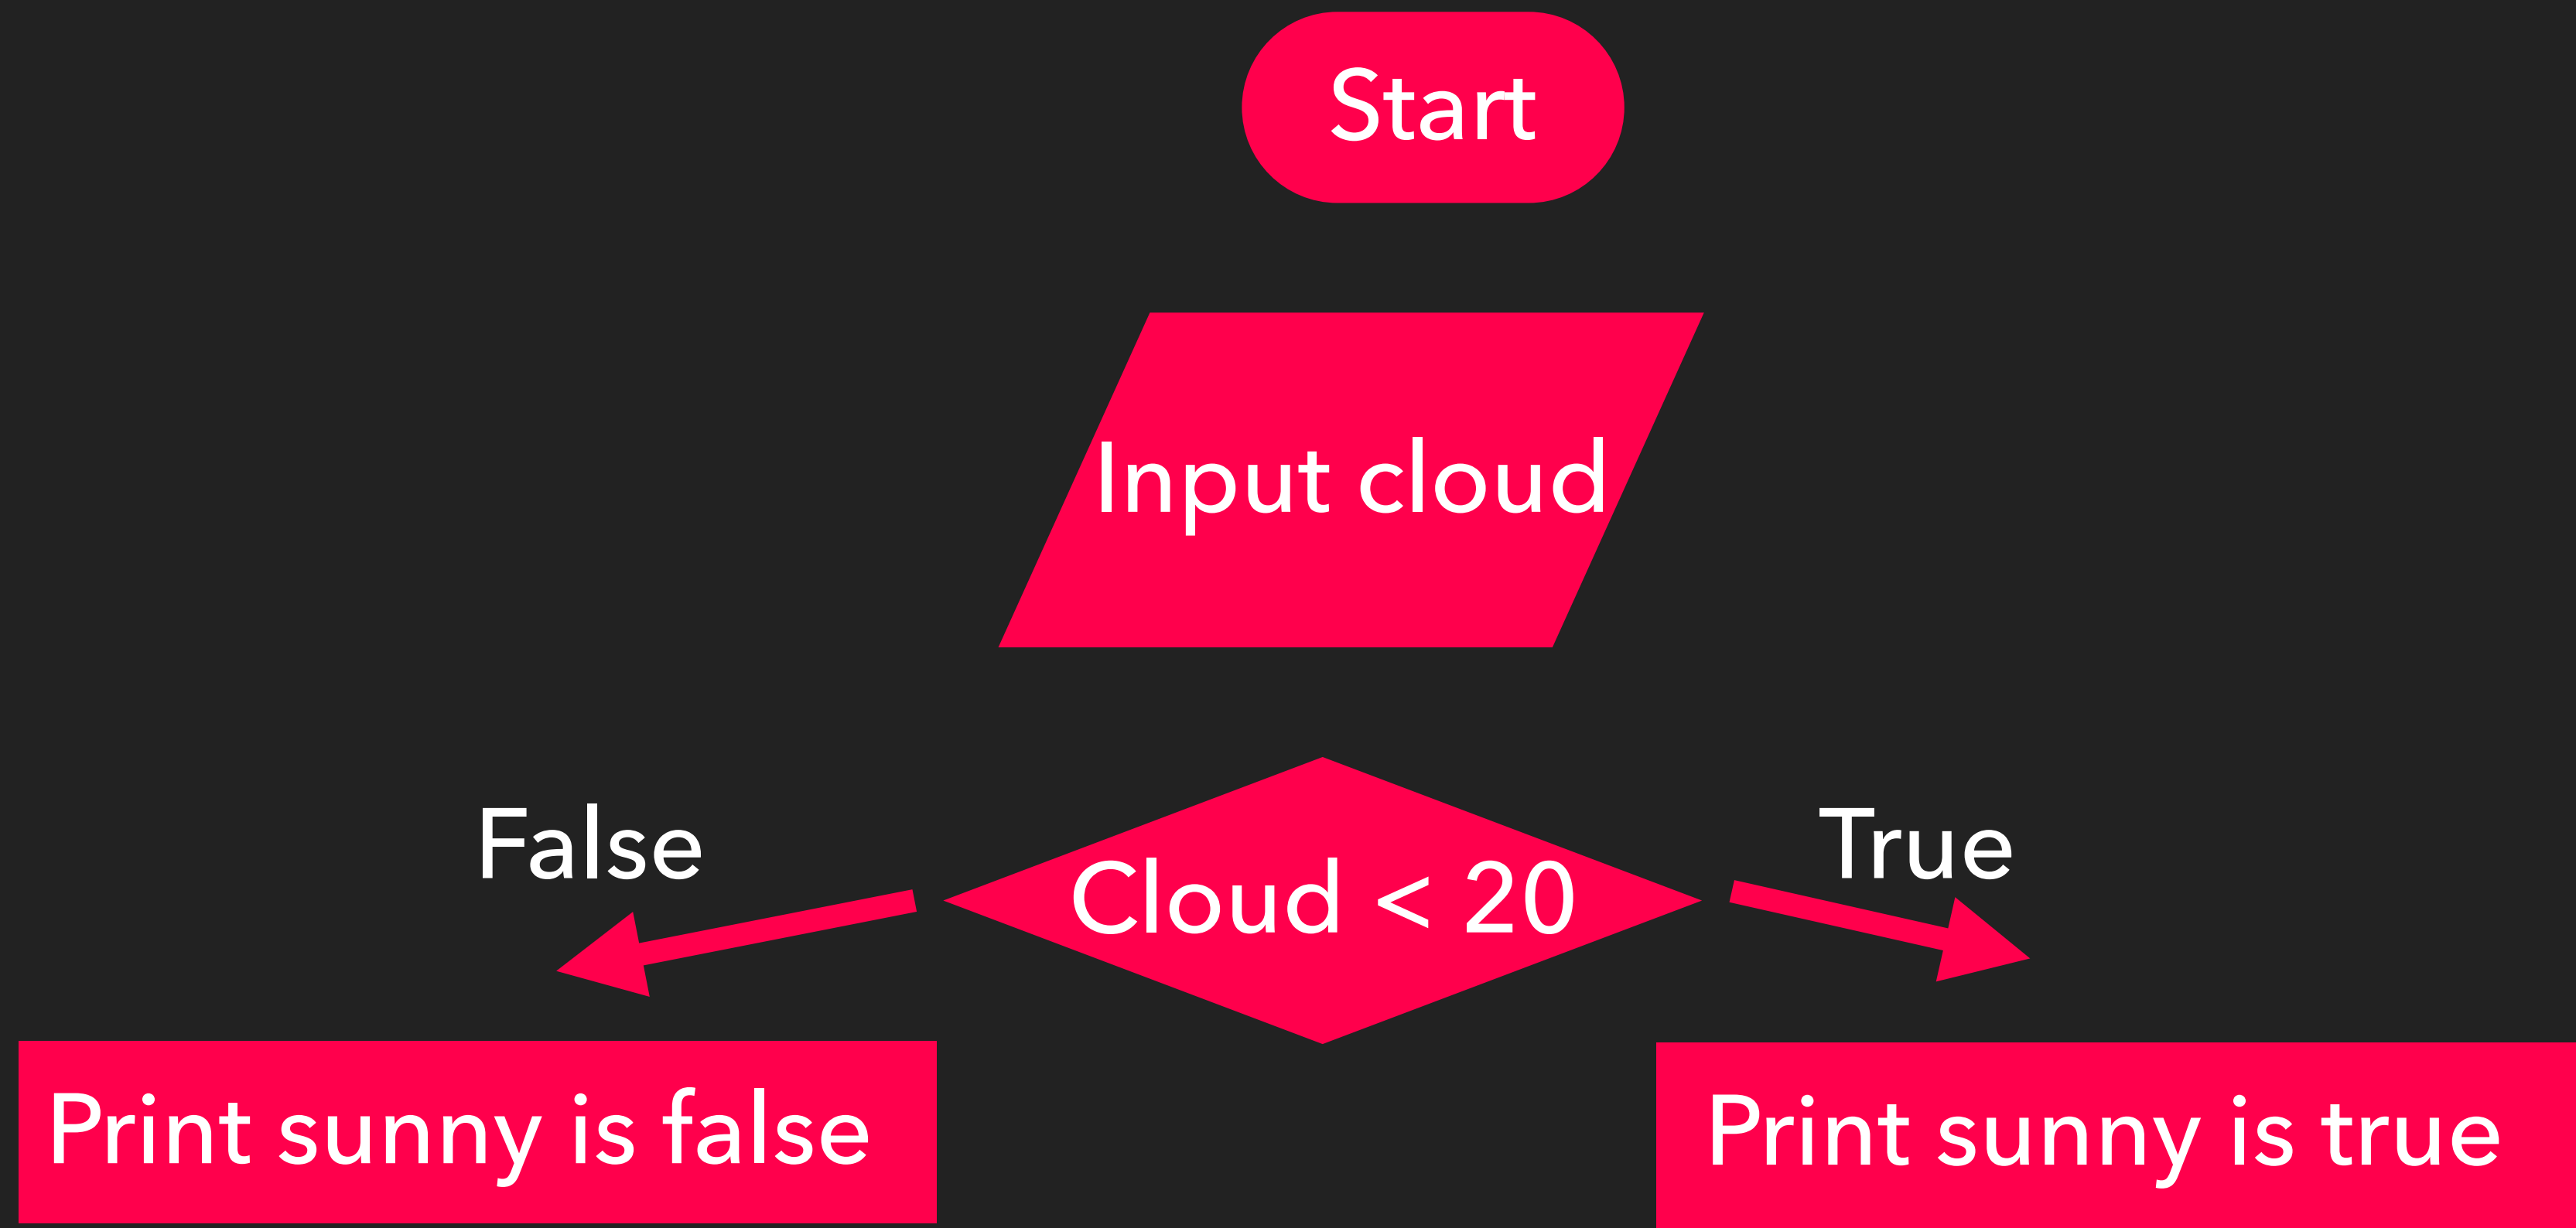 Start
Input cloud
False
True
Cloud < 20
Print sunny is false
Print sunny is true